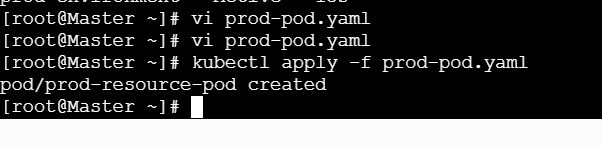 [root@Master ~]# vi prod-pod.yaml
[root@Master ~]# vi prod-pod.yaml
[root@Master ~]# kubectl apply -f prod-pod.yaml
pod/prod-resource-pod created
[root@Master ~]#